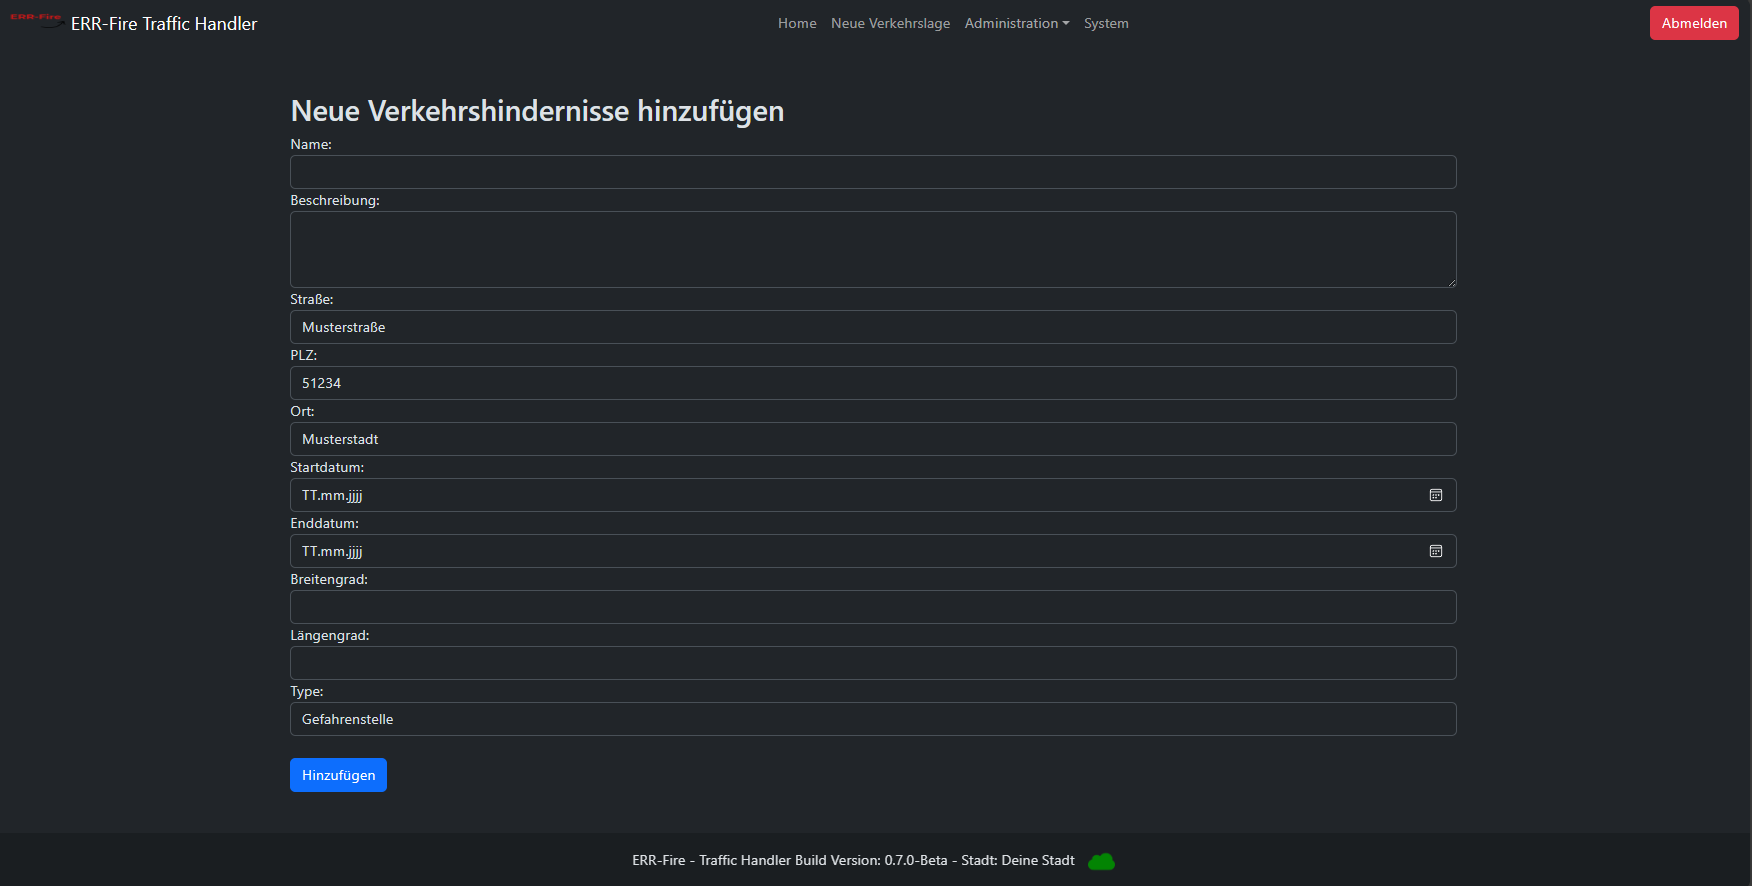 ERR-Fire ERR-Fire Traffic Handler Home Neue Verkehrslage Administration System Abmelden
Neue Verkehrshindernisse hinzufügen
Name:
Beschreibung:
Straße:
Musterstraße
PLZ:
51234
Ort:
Musterstadt
Startdatum:
TT.mm.jjjj
Enddatum:
TT.mm.jjjj
Breitengrad:
Längengrad:
Type:
Gefahrenstelle
Hinzufügen
ERR-Fire - Traffic Handler Build Version: 0.7.0-Beta - Stadt: Deine Stadt